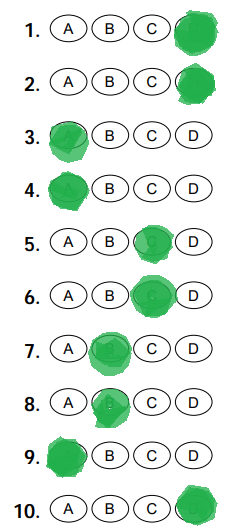 1. A B C
2. A B C
3. A B C D
4. A B C D
5. A B C D
6. A B C D
7. A B C D
8. A B C D
9. B C D
10. A B C